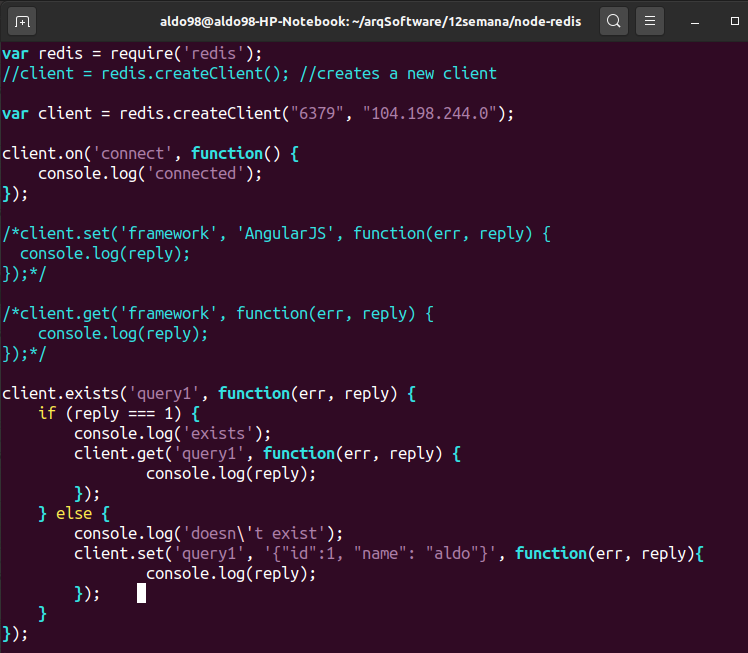 aldo98@aldo98-HP-Notebook: ~/arqSoftware/12semana/node-redis
var redis = require('redis');
//client = redis.createClient(); //creates a new client

var client = redis.createClient("6379", "104.198.244.0");

client.on('connect', function() {
    console.log('connected');
});

/*client.set('framework', 'AngularJS', function(err, reply) {
  console.log(reply);
});*/

/*client.get('framework', function(err, reply) {
    console.log(reply);
});*/

client.exists('query1', function(err, reply) {
    if (reply === 1) {
        console.log('exists');
        client.get('query1', function(err, reply) {
                console.log(reply);
        });
    } else {
        console.log('doesn\'t exist');
        client.set('query1', '{"id":1, "name": "aldo"}', function(err, reply){
                console.log(reply);
        });
    }
});